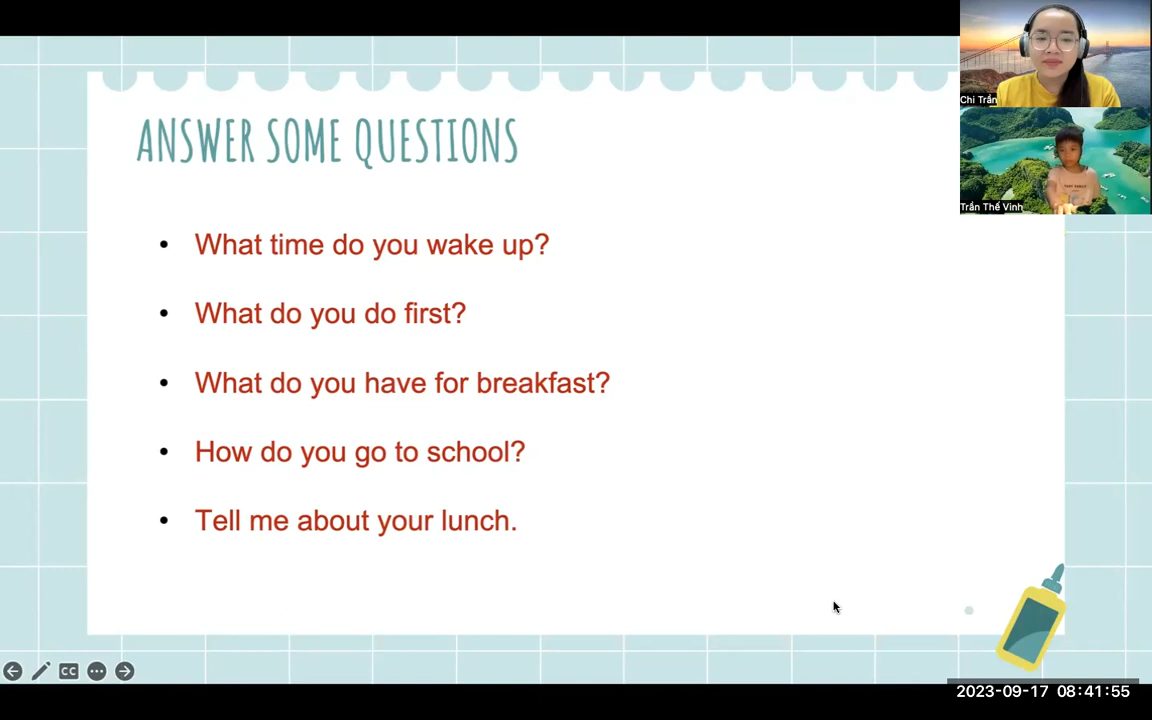 Chi Trần
Trần Thế Vinh
ANSWER SOME QUESTIONS
• What time do you wake up?
• What do you do first?
• What do you have for breakfast?
• How do you go to school?
• Tell me about your lunch.
CC
2023-09-17 08:41:55